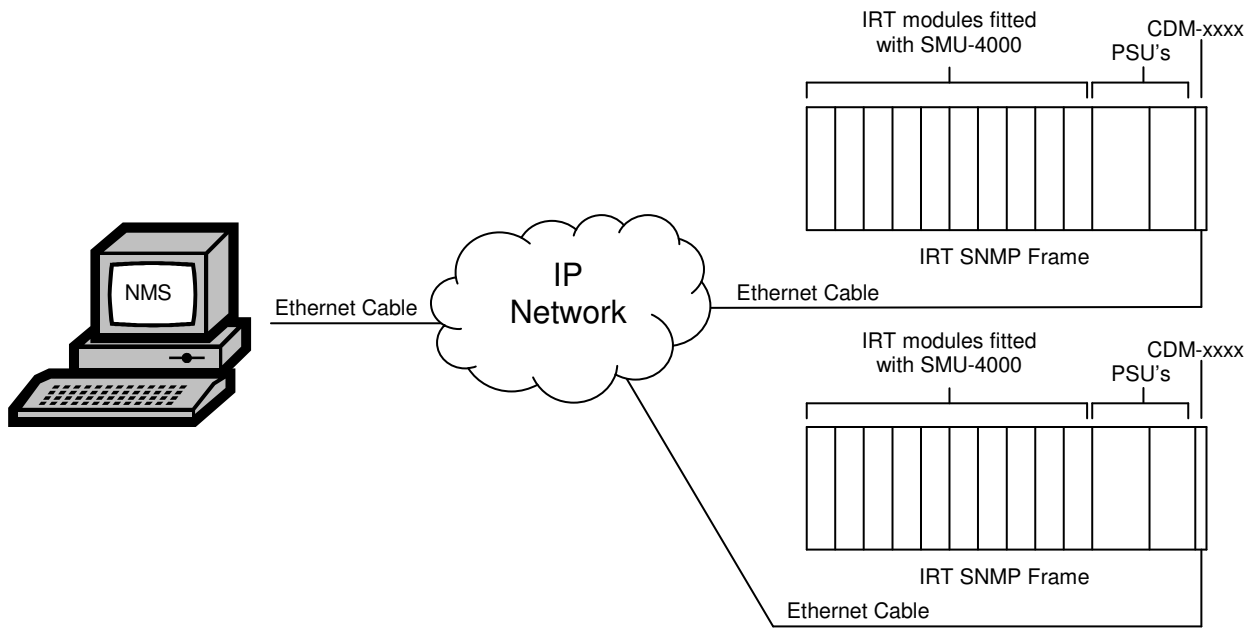 IRT modules fitted
with SMU-4000
CDM-xxxx
PSU's
IRT SNMP Frame
NMS
Ethernet Cable
IP
Network
Ethernet Cable
IRT modules fitted
with SMU-4000
CDM-xxxx
PSU's
IRT SNMP Frame
Ethernet Cable